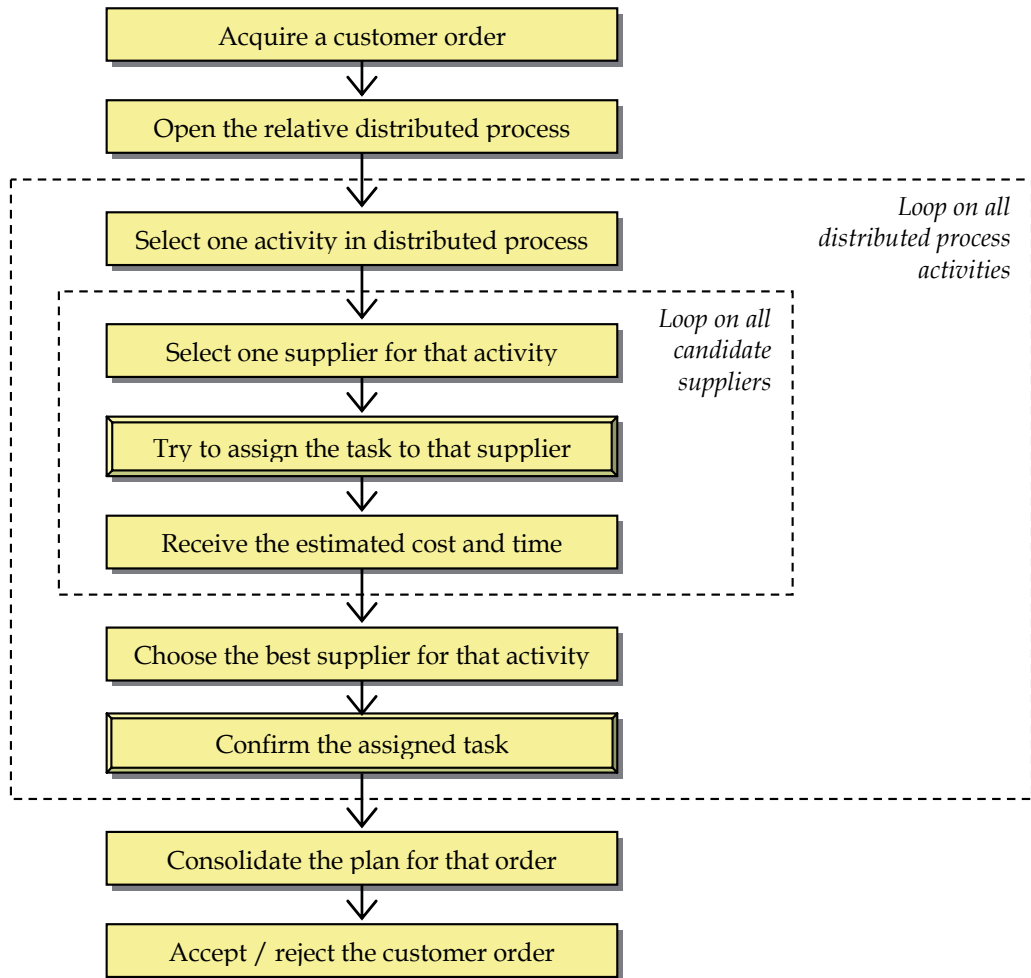 Acquire a customer order
Open the relative distributed process
Loop on all
distributed process
activities
Select one activity in distributed process
Loop on all
candidate
suppliers
Select one supplier for that activity
Try to assign the task to that supplier
Receive the estimated cost and time
Choose the best supplier for that activity
Confirm the assigned task
Consolidate the plan for that order
Accept / reject the customer order